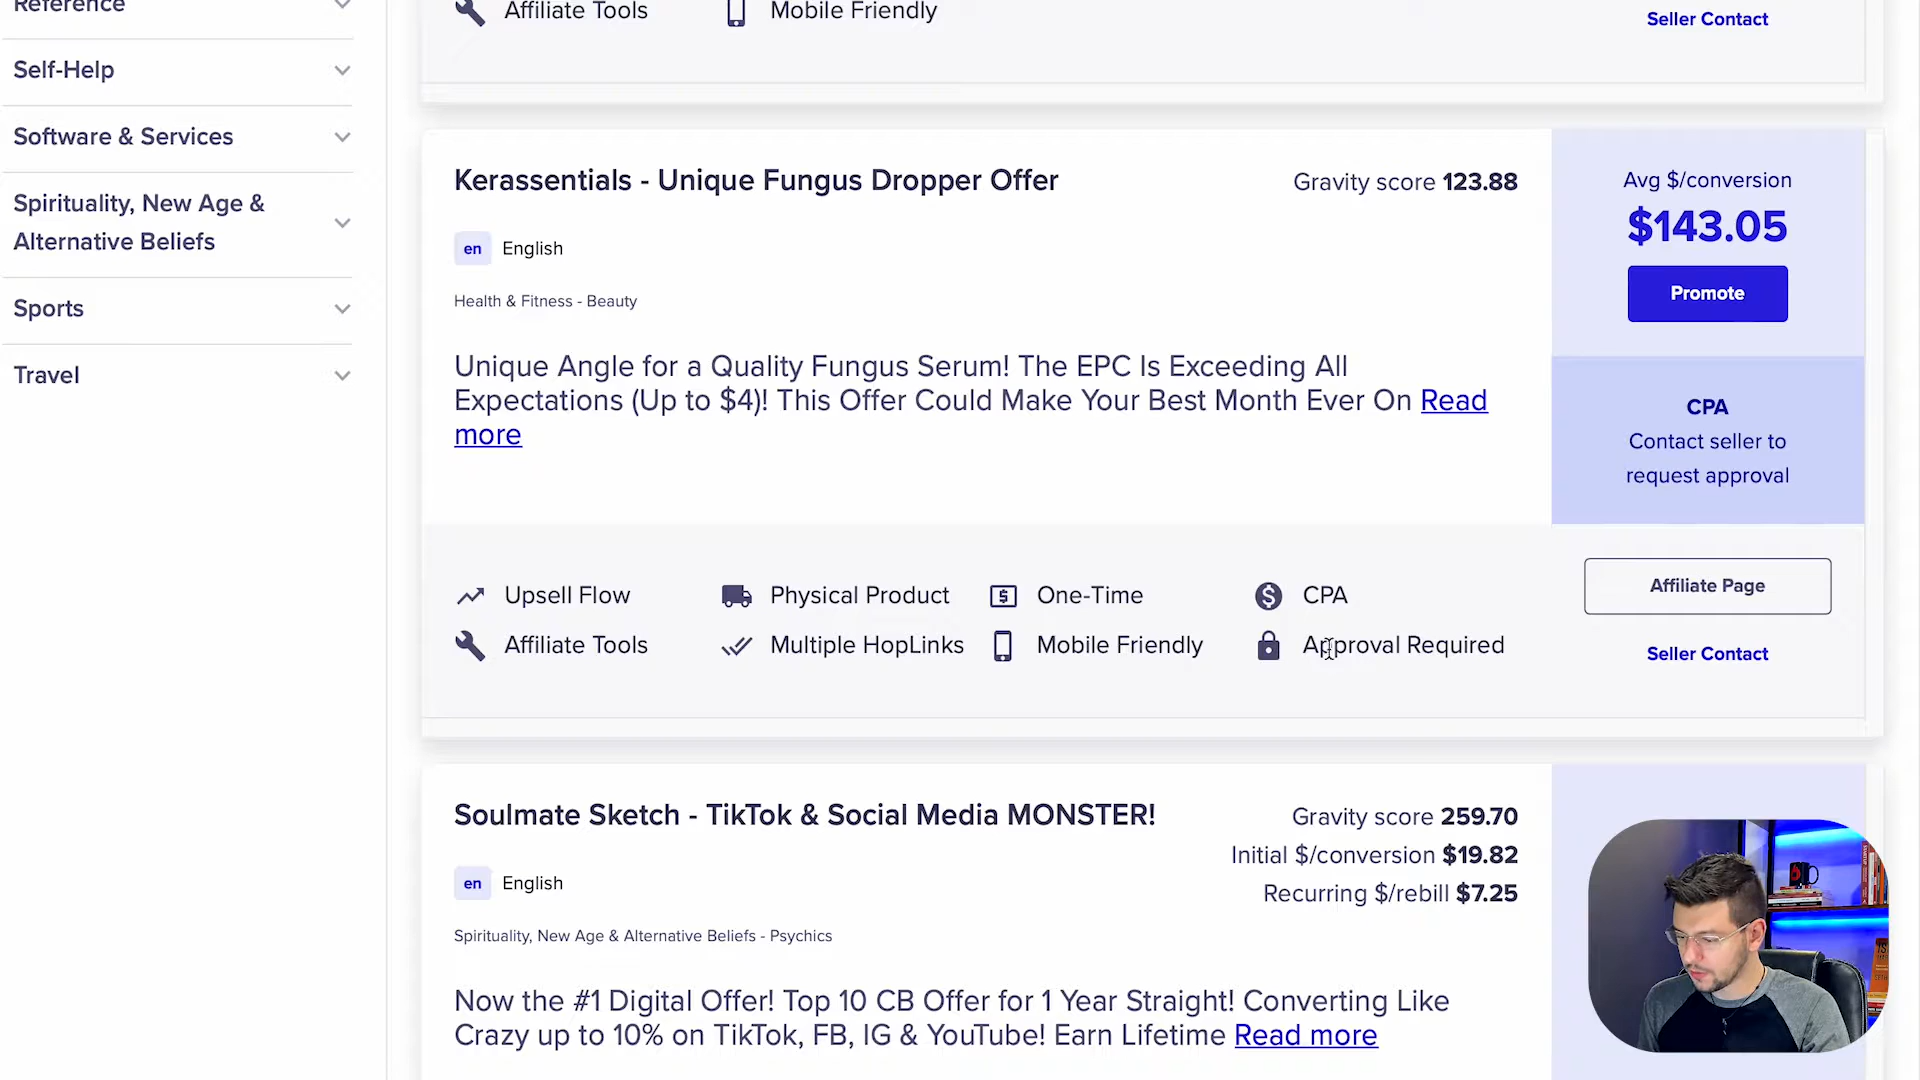 Reference
Self-Help
Software & Services
Spirituality, New Age &
Alternative Beliefs
Sports
Travel
Affiliate Tools
Mobile Friendly
Seller Contact
Kerassentials - Unique Fungus Dropper Offer
Gravity score 123.88
en English
Health & Fitness - Beauty
Unique Angle for a Quality Fungus Serum! The EPC Is Exceeding All
Expectations (Up to $4)! This Offer Could Make Your Best Month Ever On Read
more
Avg $/conversion
$143.05
Promote
CPA
Contact seller to
request approval
Upsell Flow
Physical Product
One-Time
CPA
Affiliate Tools
Multiple HopLinks
Mobile Friendly
Approval Required
Affiliate Page
Seller Contact
Soulmate Sketch - TikTok & Social Media MONSTER!
Gravity score 259.70
Initial $/conversion $19.82
Recurring $/rebill $7.25
en English
Spirituality, New Age & Alternative Beliefs - Psychics
Now the #1 Digital Offer! Top 10 CB Offer for 1 Year Straight! Converting Like
Crazy up to 10% on TikTok, FB, IG & YouTube! Earn Lifetime Read more